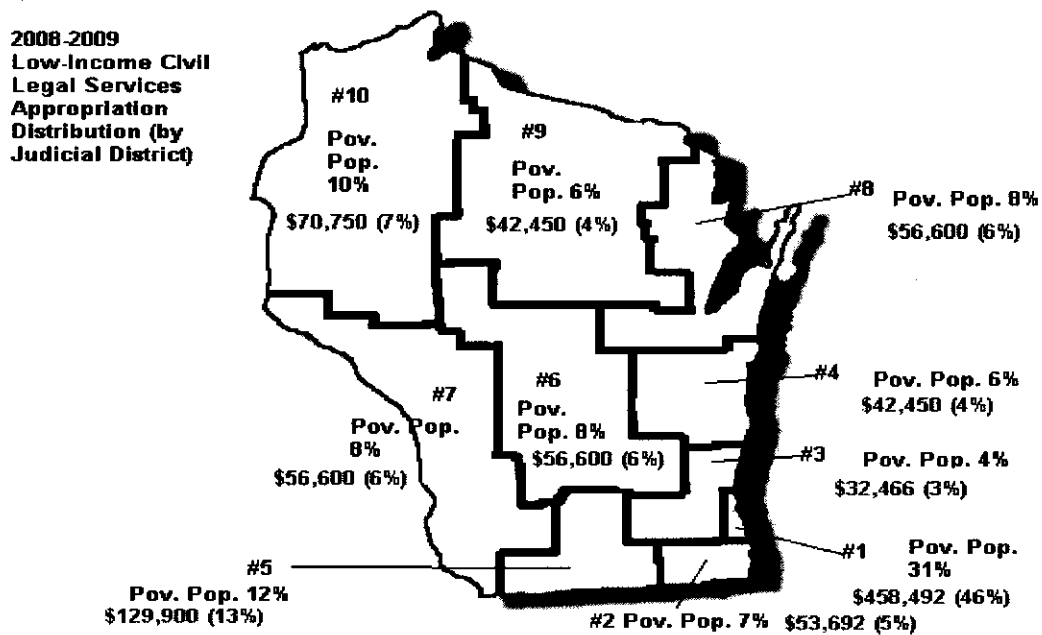 2008-2009
Low-Income Civil
Legal Services
Appropriation
Distribution (by
Judicial District)
#10
Pov.
Pop.
10%
$70,750 (7%)
#9
Pov.
Pop. 6%
$42,450 (4%)
#8
Pov. Pop. 8%
$56,600 (6%)
#7
Pov. Pop.
8%
$56,600 (6%)
#6
Pov.
Pop. 8%
$56,600 (6%)
#4
Pov. Pop. 6%
$42,450 (4%)
#3
Pov. Pop. 4%
$32,466 (3%)
#1
Pov. Pop.
31%
$458,492 (46%)
#5
Pov. Pop 12%
$129,900 (13%)
#2 Pov. Pop. 7%
$53,692 (5%)